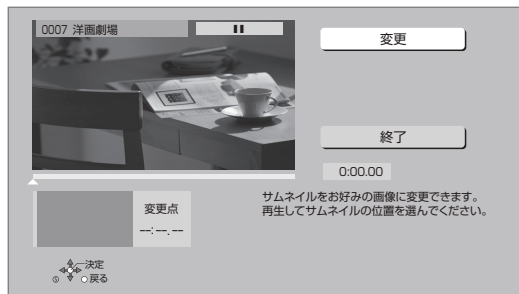 0007 洋画劇場
変更
終了
0:00.00
変更点
--:--.--
サムネイルをお好みの画像に変更できます。
再生してサムネイルの位置を選んでください。
決定
戻る